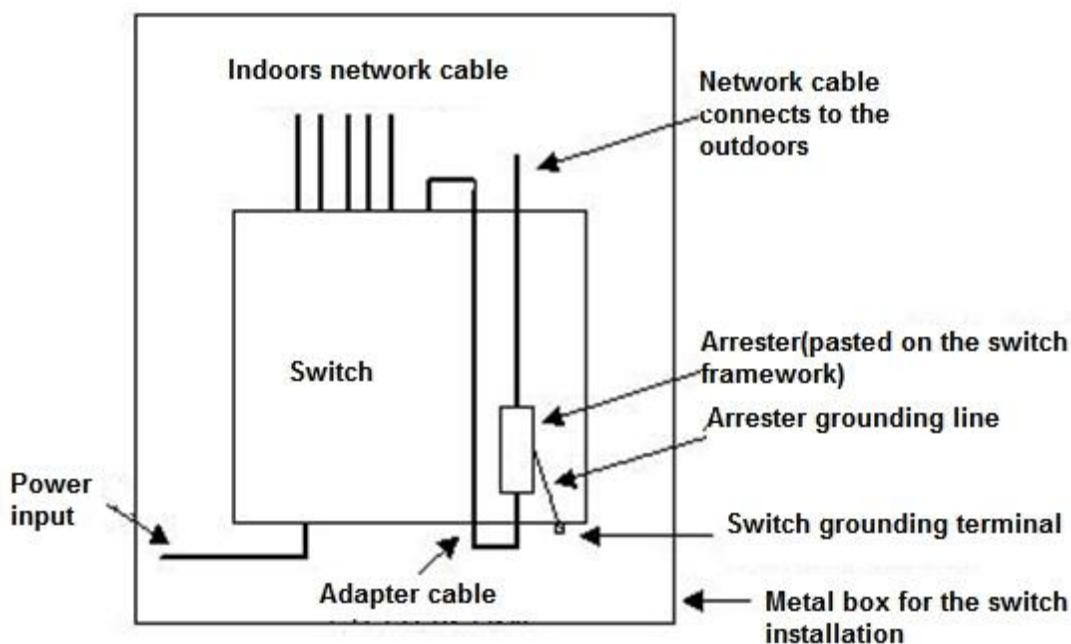 Indoors network cable
Network cable
connects to the
outdoors
Switch
Arrester(pasted on the switch
framework)
Arrester grounding line
Power
input
Switch grounding terminal
Adapter cable
Metal box for the switch
installation